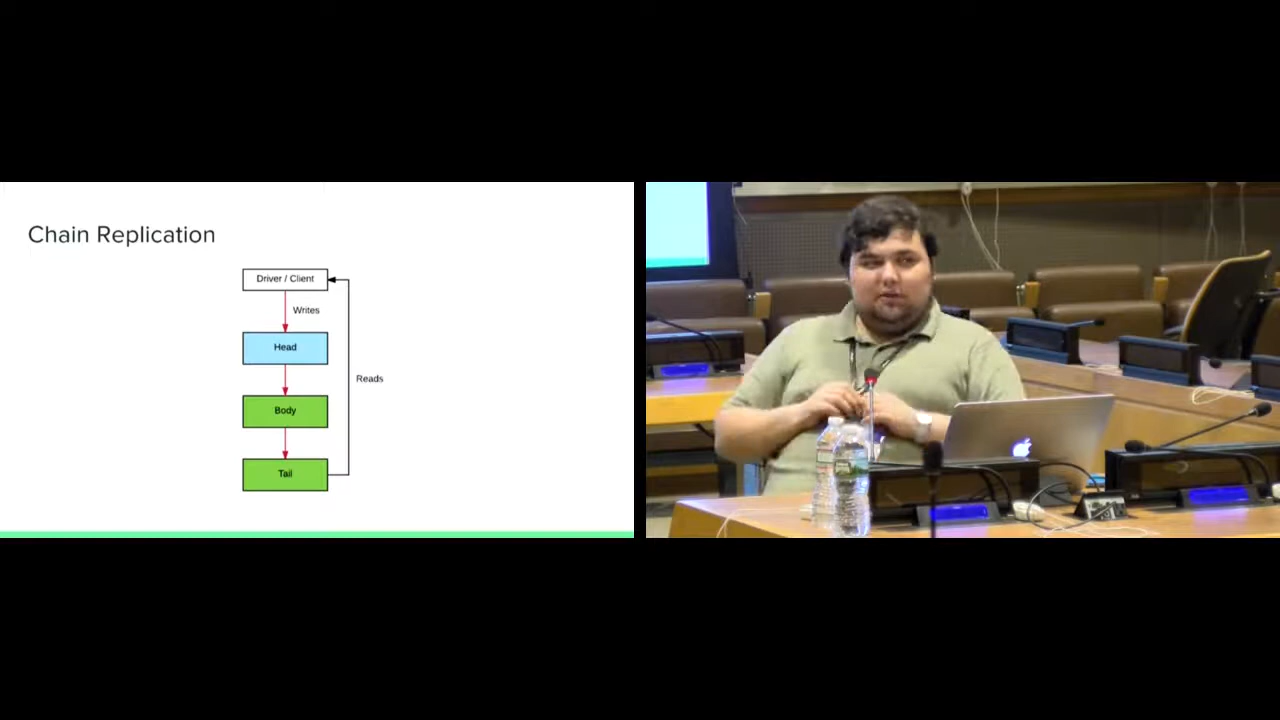 Chain Replication
Driver / Client
Writes
Head
Reads
Body
Tail